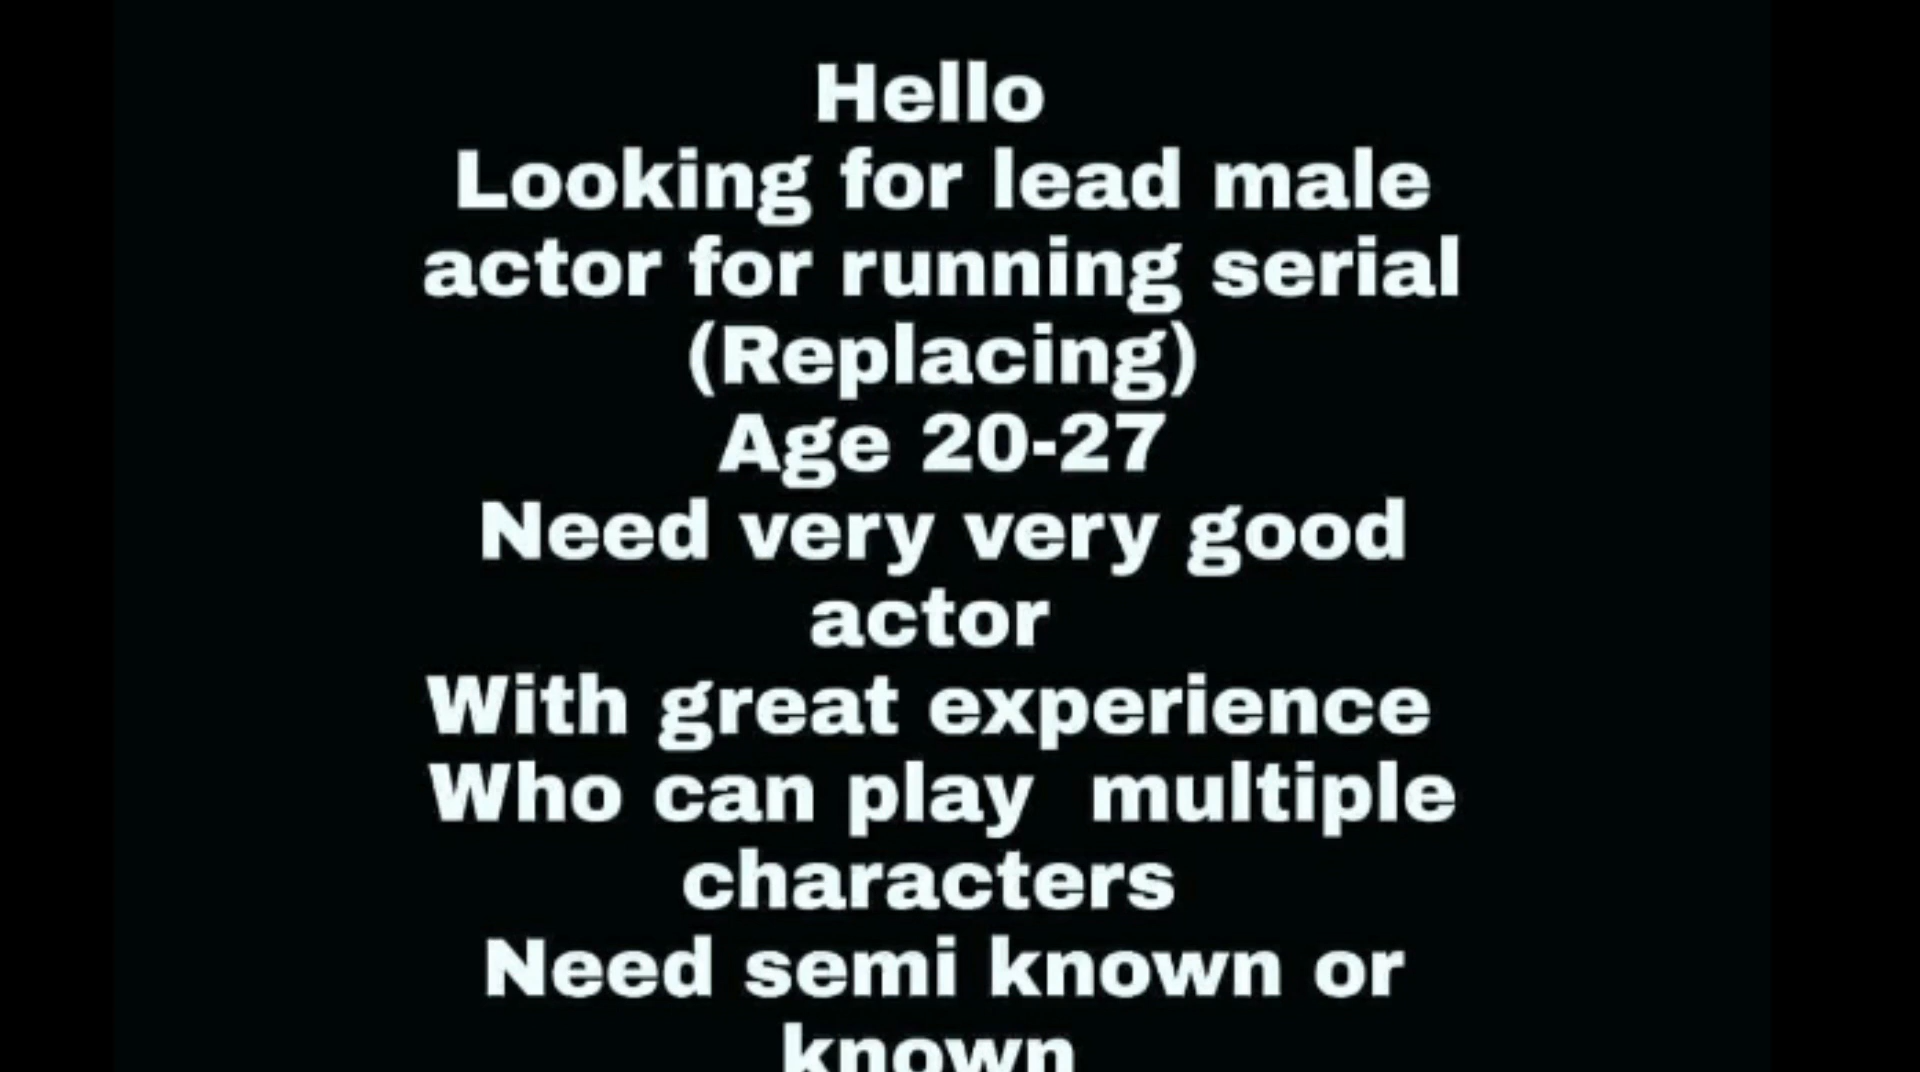 Hello
Looking for lead male
actor for running serial
(Replacing)
Age 20-27
Need very very good
actor
With great experience
Who can play  multiple
characters
Need semi known or
known